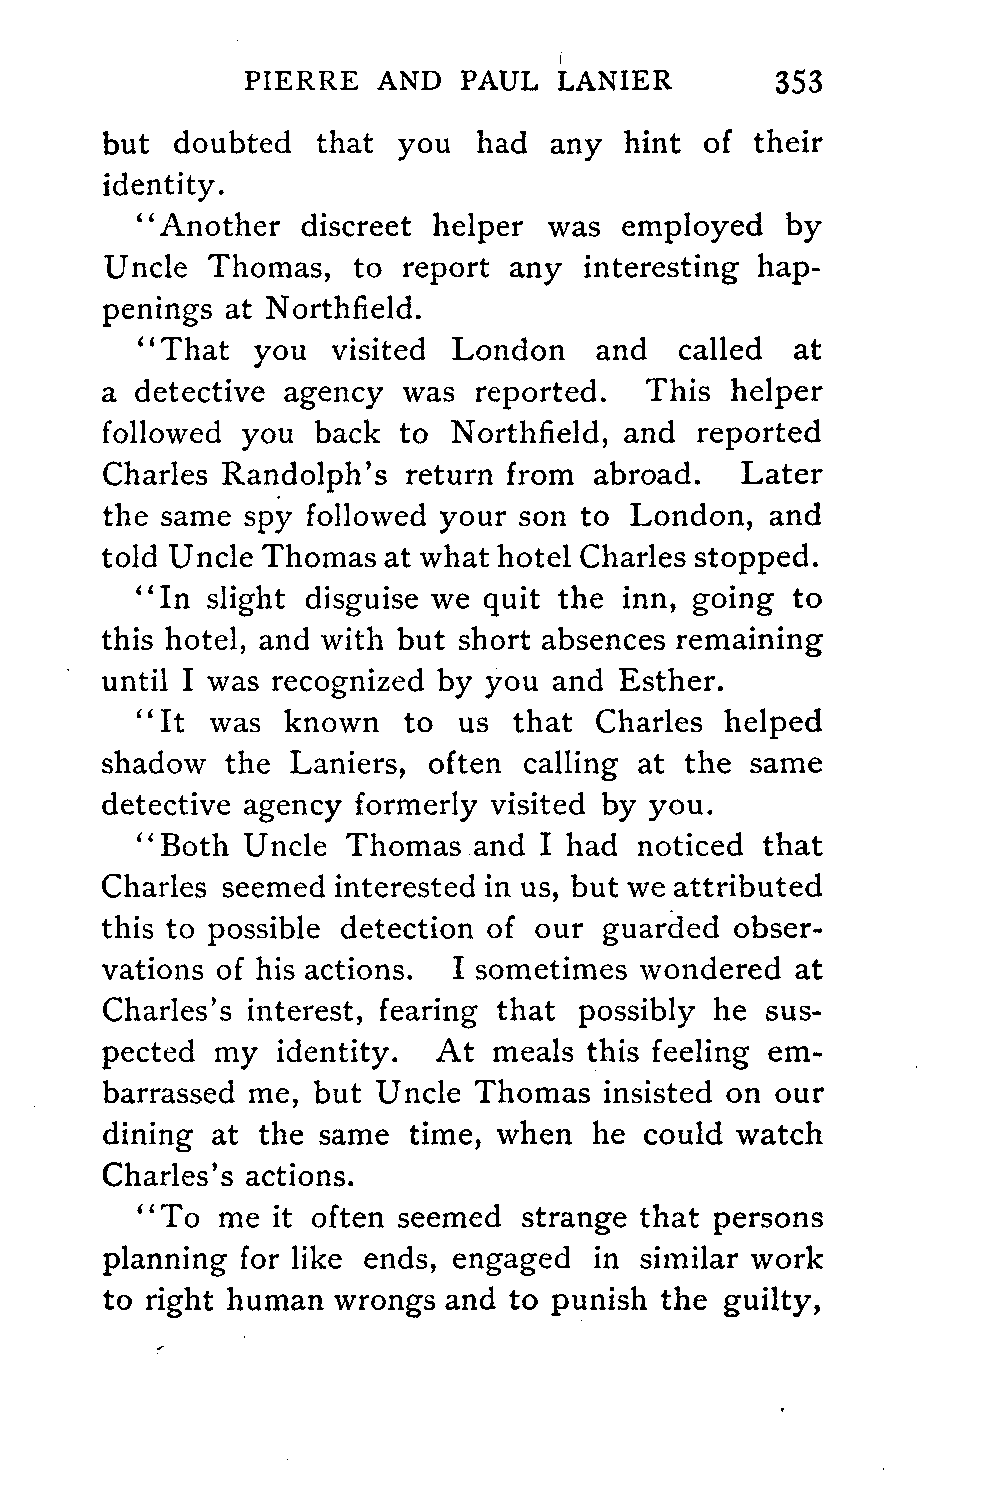 PIERRE AND PAUL LANIER 353
but doubted that you had any hint of their
identity.
"Another discreet helper was employed by
Uncle Thomas, to report any interesting hap-
penings at Northfield.
"That you visited London and called at
a detective agency was reported. This helper
followed you back to Northfield, and reported
Charles Randolph's return from abroad. Later
the same spy followed your son to London, and
told Uncle Thomas at what hotel Charles stopped.
"In slight disguise we quit the inn, going to
this hotel, and with but short absences remaining
until I was recognized by you and Esther.
"It was known to us that Charles helped
shadow the Laniers, often calling at the same
detective agency formerly visited by you.
"Both Uncle Thomas and I had noticed that
Charles seemed interested in us, but we attributed
this to possible detection of our guarded obser-
vations of his actions. I sometimes wondered at
Charles's interest, fearing that possibly he sus-
pected my identity. At meals this feeling em-
barrassed me, but Uncle Thomas insisted on our
dining at the same time, when he could watch
Charles's actions.
"To me it often seemed strange that persons
planning for like ends, engaged in similar work
to right human wrongs and to punish the guilty,